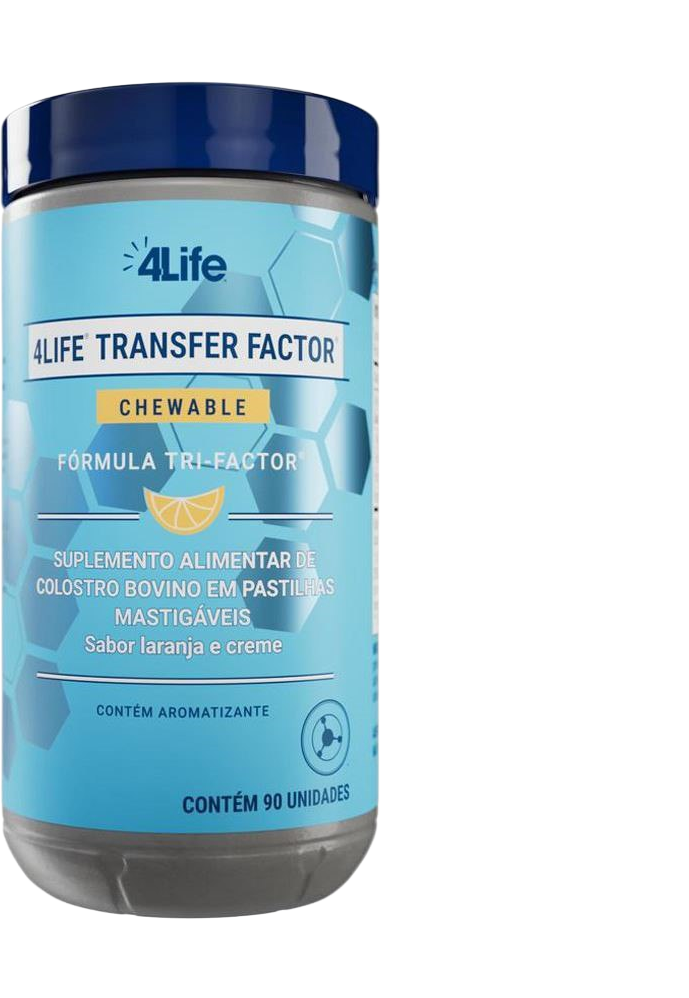 4Life
4LIFE® TRANSFER FACTOR®
CHEWABLE
FÓRMULA TRI-FACTOR®
SUPLEMENTO ALIMENTAR DE
COLOSTRO BOVINO EM PASTILHAS
MASTIGÁVEIS
Sabor laranja e creme
CONTÉM AROMATIZANTE
CONTÉM 90 UNIDADES